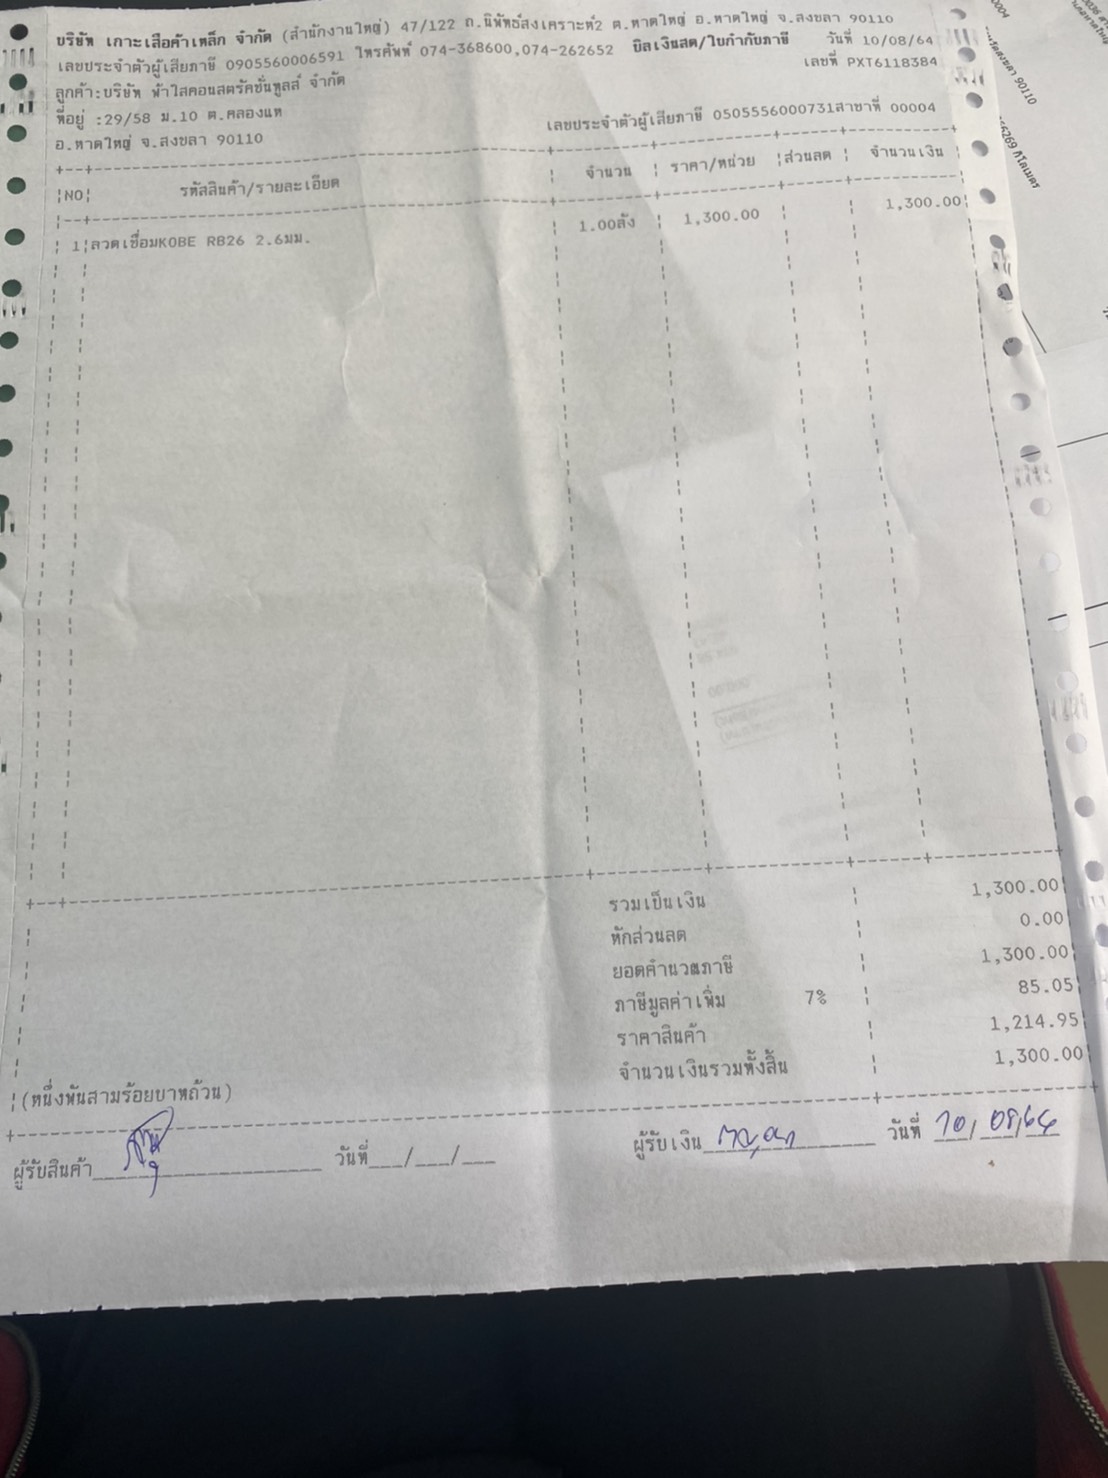 บริษัท เกาะเสือค้าเหล็ก จำกัด (สำนักงานใหญ่) 47/122 ถ.นิพัทธ์สงเคราะห์2 ต.หาดใหญ่ อ.หาดใหญ่ จ.สงขลา 90110
เลขประจำตัวผู้เสียภาษี 0905560006591 โทรศัพท์ 074-368600,074-262652 บิลเงินสด/ใบกำกับภาษี วันที่ 10/08/64
เลขที่ PXT6118384
ลูกค้า:บริษัท ฟ้าใสคอนสตรัคชั่นทูลส์ จำกัด
ที่อยู่ :29/58 ม.10 ต.คลองแห
เลขประจำตัวผู้เสียภาษี 0505556000731สาขาที่ 00004
อ.หาดใหญ่ จ.สงขลา 90110
NO รหัสสินค้า/รายละเอียด จำนวน ราคา/หน่วย ส่วนลด จำนวนเงิน
1 ลวดเชื่อมKOBE RB26 2.6มม. 1.00ลัง 1,300.00 1,300.00
รวมเป็นเงิน 1,300.00
หักส่วนลด 0.00
ยอดคำนวณภาษี 1,300.00
ภาษีมูลค่าเพิ่ม 7% 85.05
ราคาสินค้า 1,214.95
จำนวนเงินรวมทั้งสิ้น 1,300.00
(หนึ่งพันสามร้อยบาทถ้วน)
ผู้รับสินค้า วันที่___/___/___ ผู้รับเงิน วันที่ 10/08/64
90110
กิโลเมตร